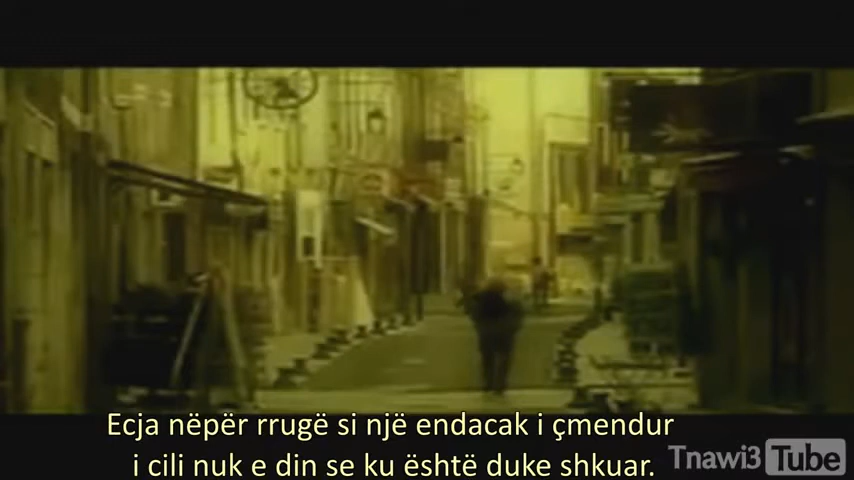 Ecja nëpër rrugë si një endacak i çmendur
i cili nuk e din se ku është duke shkuar.
Tnawi3 Tube